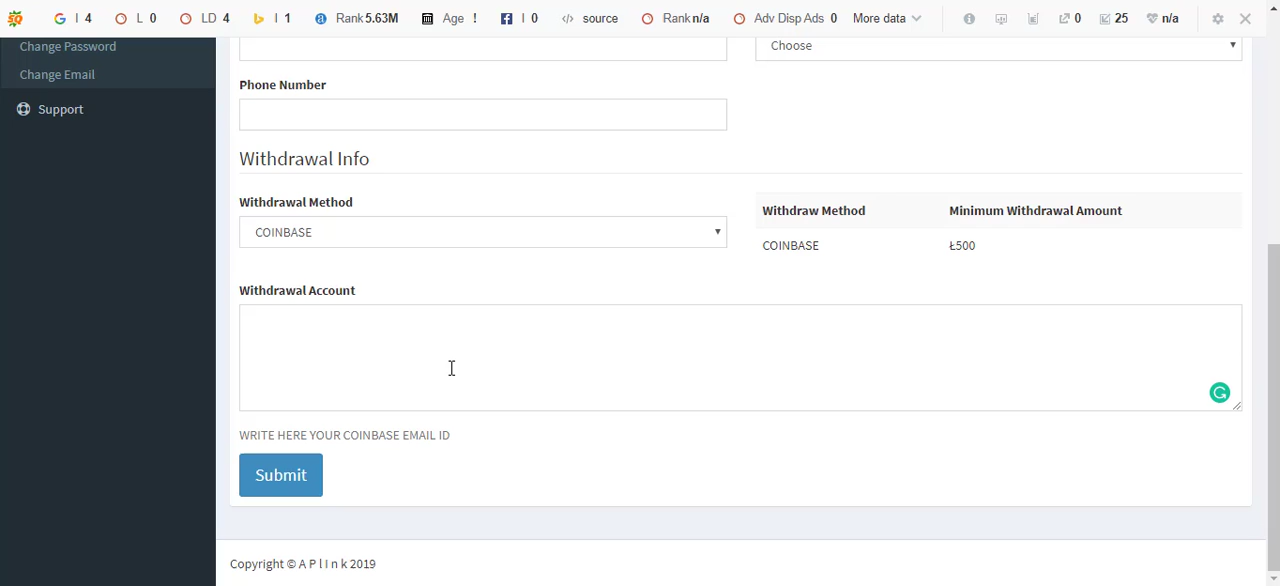 I 4 L 0 LD 4 I 1 Rank 5.63M Age ! I 0 source Rank n/a Adv Disp Ads 0 More data 0 25 n/a
Change Password
Change Email
Support
Choose
Phone Number
Withdrawal Info
Withdrawal Method
COINBASE
Withdraw Method Minimum Withdrawal Amount
COINBASE Ł500
Withdrawal Account
WRITE HERE YOUR COINBASE EMAIL ID
Submit
Copyright © A P l I n k 2019